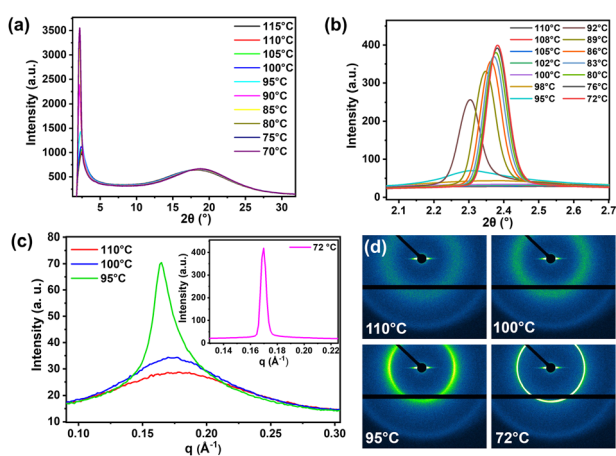 (a)
3500
3000
2500
2000
1500
1000
500
0
Intensity (a.u.)
5 10 15 20 25 30
2θ (°)
115°C
110°C
105°C
100°C
95°C
90°C
85°C
80°C
75°C
70°C
(b)
400
300
200
100
0
Intensity (a.u.)
2.1 2.2 2.3 2.4 2.5 2.6 2.7
2θ (°)
110°C 92°C
108°C 89°C
105°C 86°C
102°C 83°C
100°C 80°C
98°C 76°C
95°C 72°C
(c)
80
70
60
50
40
30
20
10
Intensity (a. u.)
0.10 0.15 0.20 0.25 0.30
q (Å⁻¹)
110°C
100°C
95°C
72 °C
400
300
200
100
0
Intensity (a. u.)
0.14 0.16 0.18 0.20 0.22
q (Å⁻¹)
(d)
110°C 100°C
95°C 72°C